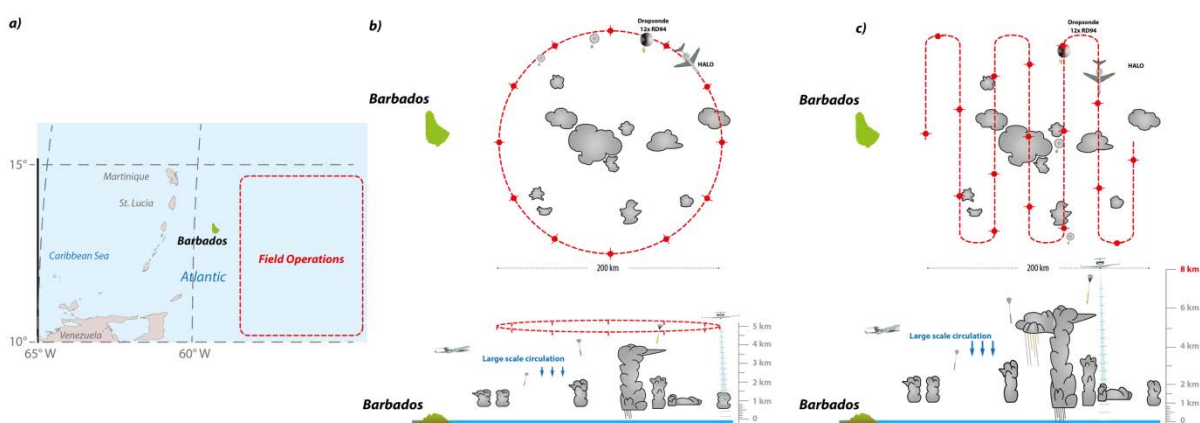 a)
15°
Martinique
St. Lucia
Barbados
Caribbean Sea
Atlantic
Field Operations
Venezuela
10°
65°W
60°W
b)
Dropsonde
12x RD94
HALO
Barbados
200 km
5 km
4 km
3 km
2 km
1 km
0
Large scale circulation
Barbados
c)
Dropsonde
12x RD94
HALO
Barbados
200 km
8 km
6 km
4 km
2 km
1 km
0
Large scale circulation
Barbados